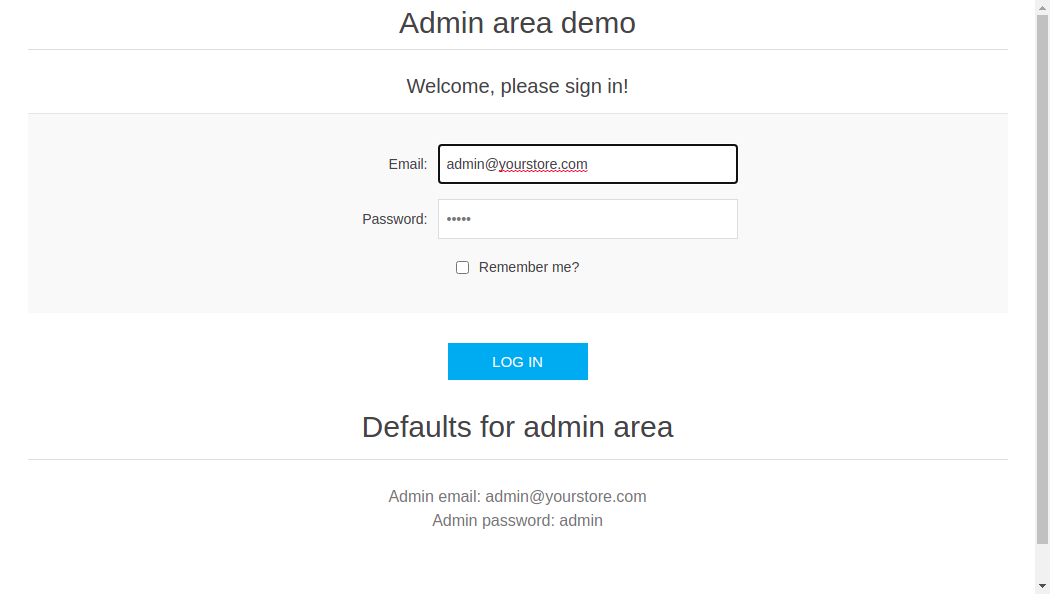 Admin area demo
Welcome, please sign in!
Email: admin@yourstore.com
Password: •••••
Remember me?
LOG IN
Defaults for admin area
Admin email: admin@yourstore.com
Admin password: admin